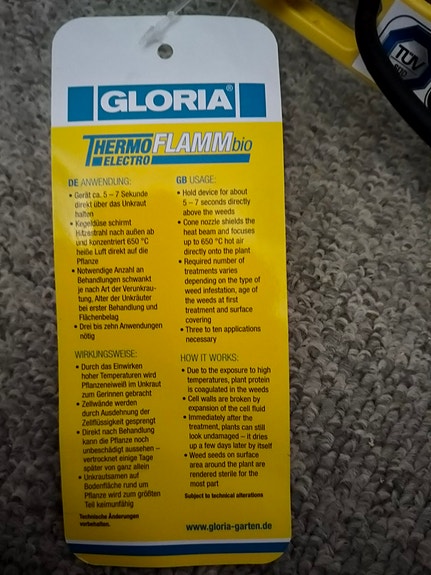 GLORIA®
THERMOFLAMMbio
ELECTRO
DE ANWENDUNG:
• Gerät ca. 5 – 7 Sekunde
direkt über das Unkraut
halten
• Kegeldüse schirmt
Hitzestrahl nach außen ab
und konzentriert 650 °C
heiße Luft direkt auf die
Pflanze
• Notwendige Anzahl an
Behandlungen schwankt
je nach Art der Verunkrau-
tung, Alter der Unkräuter
bei erster Behandlung und
Flächenbelag
• Drei bis zehn Anwendungen
nötig
WIRKUNGSWEISE:
• Durch das Einwirken
hoher Temperaturen wird
Pflanzeneiweiß im Unkraut
zum Gerinnen gebracht
• Zellwände werden
durch Ausdehnung der
Zellflüssigkeit gesprengt
• Direkt nach Behandlung
kann die Pflanze noch
unbeschädigt aussehen –
vertrocknet einige Tage
später von ganz allein
• Unkrautsamen auf
Bodenfläche rund um
Pflanze wird zum größten
Teil keimunfähig
Technische Änderungen
vorbehalten.
GB USAGE:
• Hold device for about
5 – 7 seconds directly
above the weeds
• Cone nozzle shields the
heat beam and focuses
up to 650 °C hot air
directly onto the plant
• Required number of
treatments varies
depending on the type of
weed infestation, age of
the weeds at first
treatment and surface
covering
• Three to ten applications
necessary
HOW IT WORKS:
• Due to the exposure to high
temperatures, plant protein
is coagulated in the weeds
• Cell walls are broken by
expansion of the cell fluid
• Immediately after the
treatment, plants can still
look undamaged – it dries
up a few days later by itself
• Weed seeds on surface
area around the plant are
rendered sterile for the
most part
Subject to technical alterations
www.gloria-garten.de
TÜV
SÜD